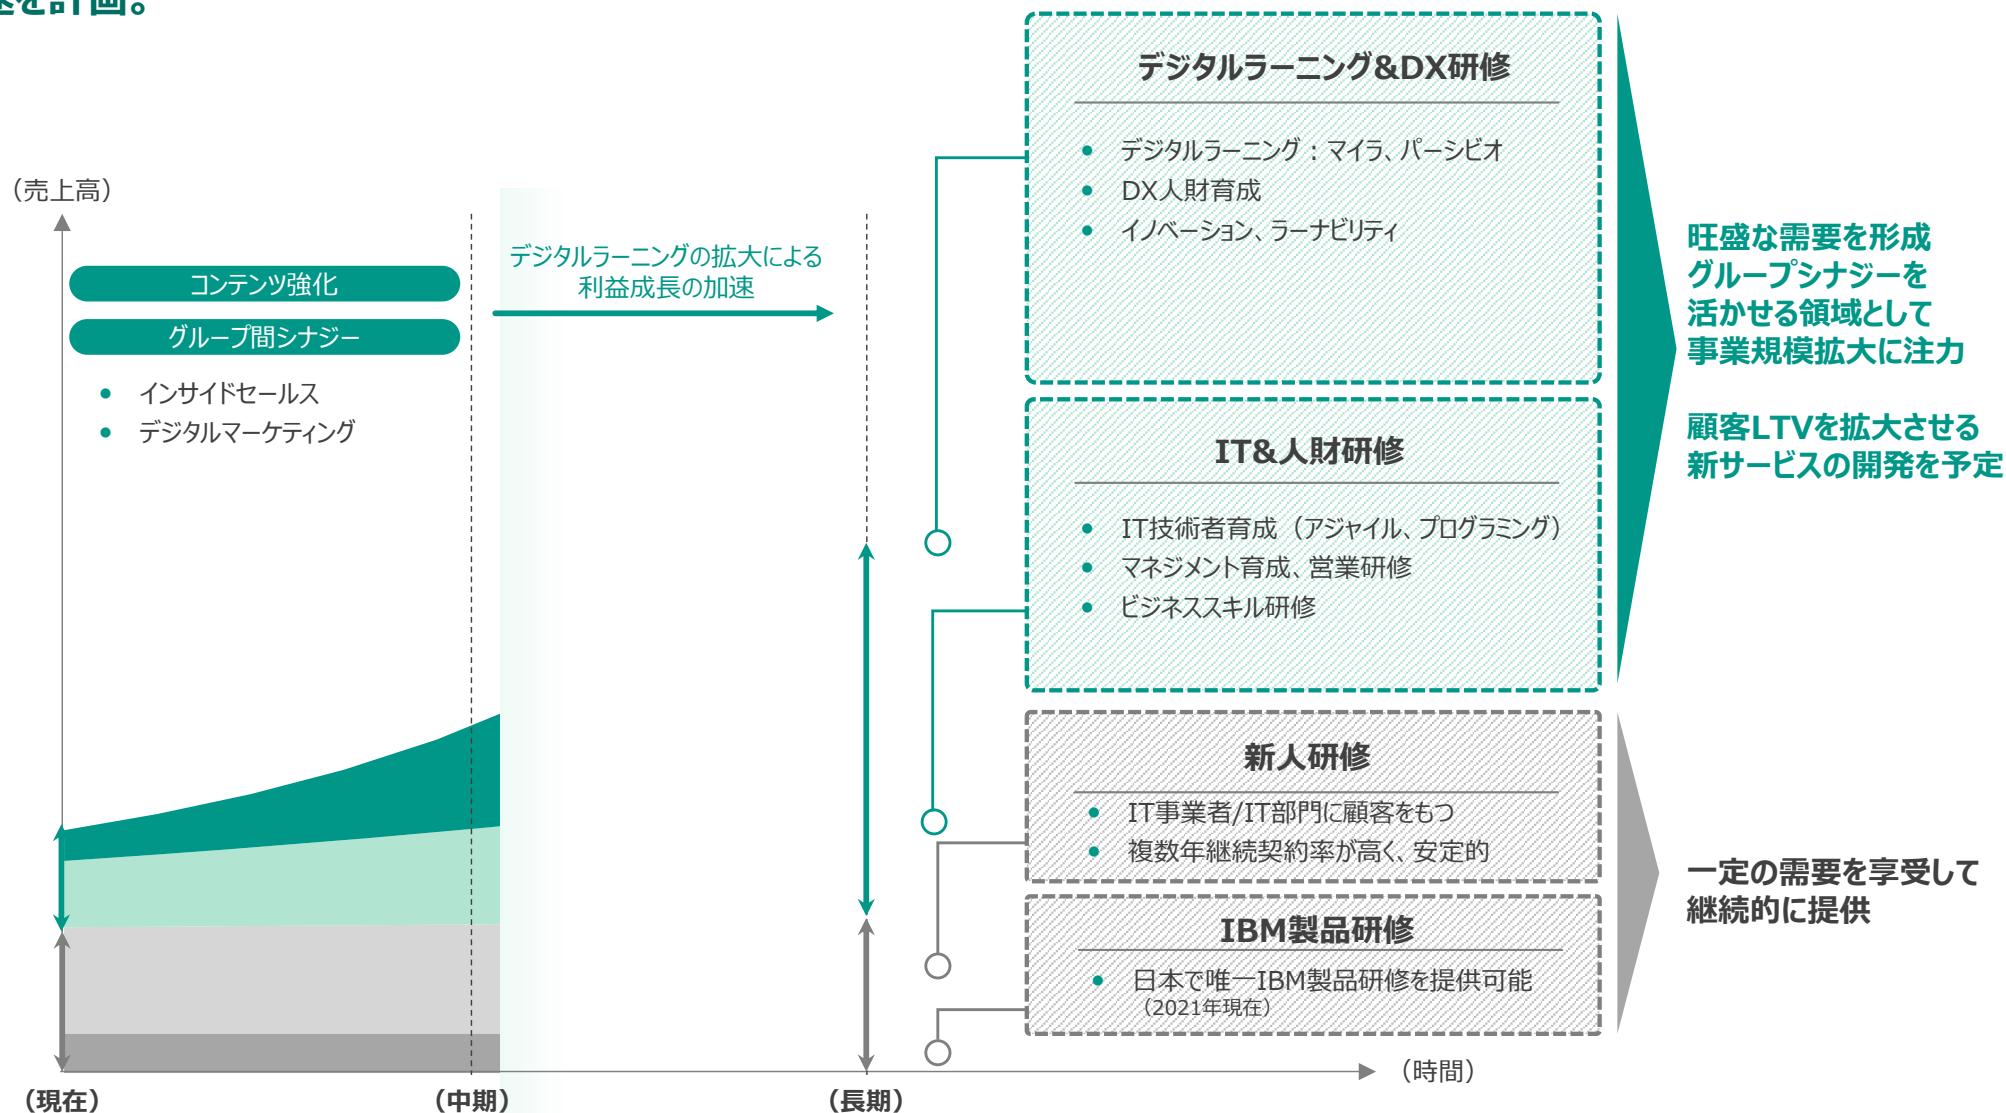 を計画。
（売上高）
コンテンツ強化
グループ間シナジー
インサイドセールス
デジタルマーケティング
デジタルラーニングの拡大による
利益成長の加速
デジタルラーニング&DX研修
デジタルラーニング：マイラ、パーシビオ
DX人財育成
イノベーション、ラーナビリティ
IT&人財研修
IT技術者育成（アジャイル、プログラミング）
マネジメント育成、営業研修
ビジネススキル研修
新人研修
IT事業者/IT部門に顧客をもつ
複数年継続契約率が高く、安定的
IBM製品研修
日本で唯一IBM製品研修を提供可能
（2021年現在）
旺盛な需要を形成
グループシナジーを
活かせる領域として
事業規模拡大に注力
顧客LTVを拡大させる
新サービスの開発を予定
一定の需要を享受して
継続的に提供
（時間）
（現在）
（中期）
（長期）